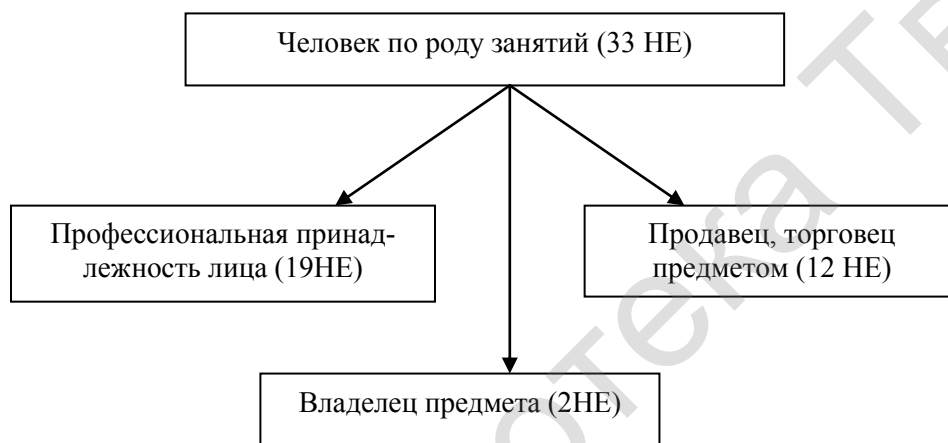 Человек по роду занятий (33 НЕ)
Профессиональная принад-
лежность лица (19НЕ)
Продавец, торговец
предметом (12 НЕ)
Владелец предмета (2НЕ)